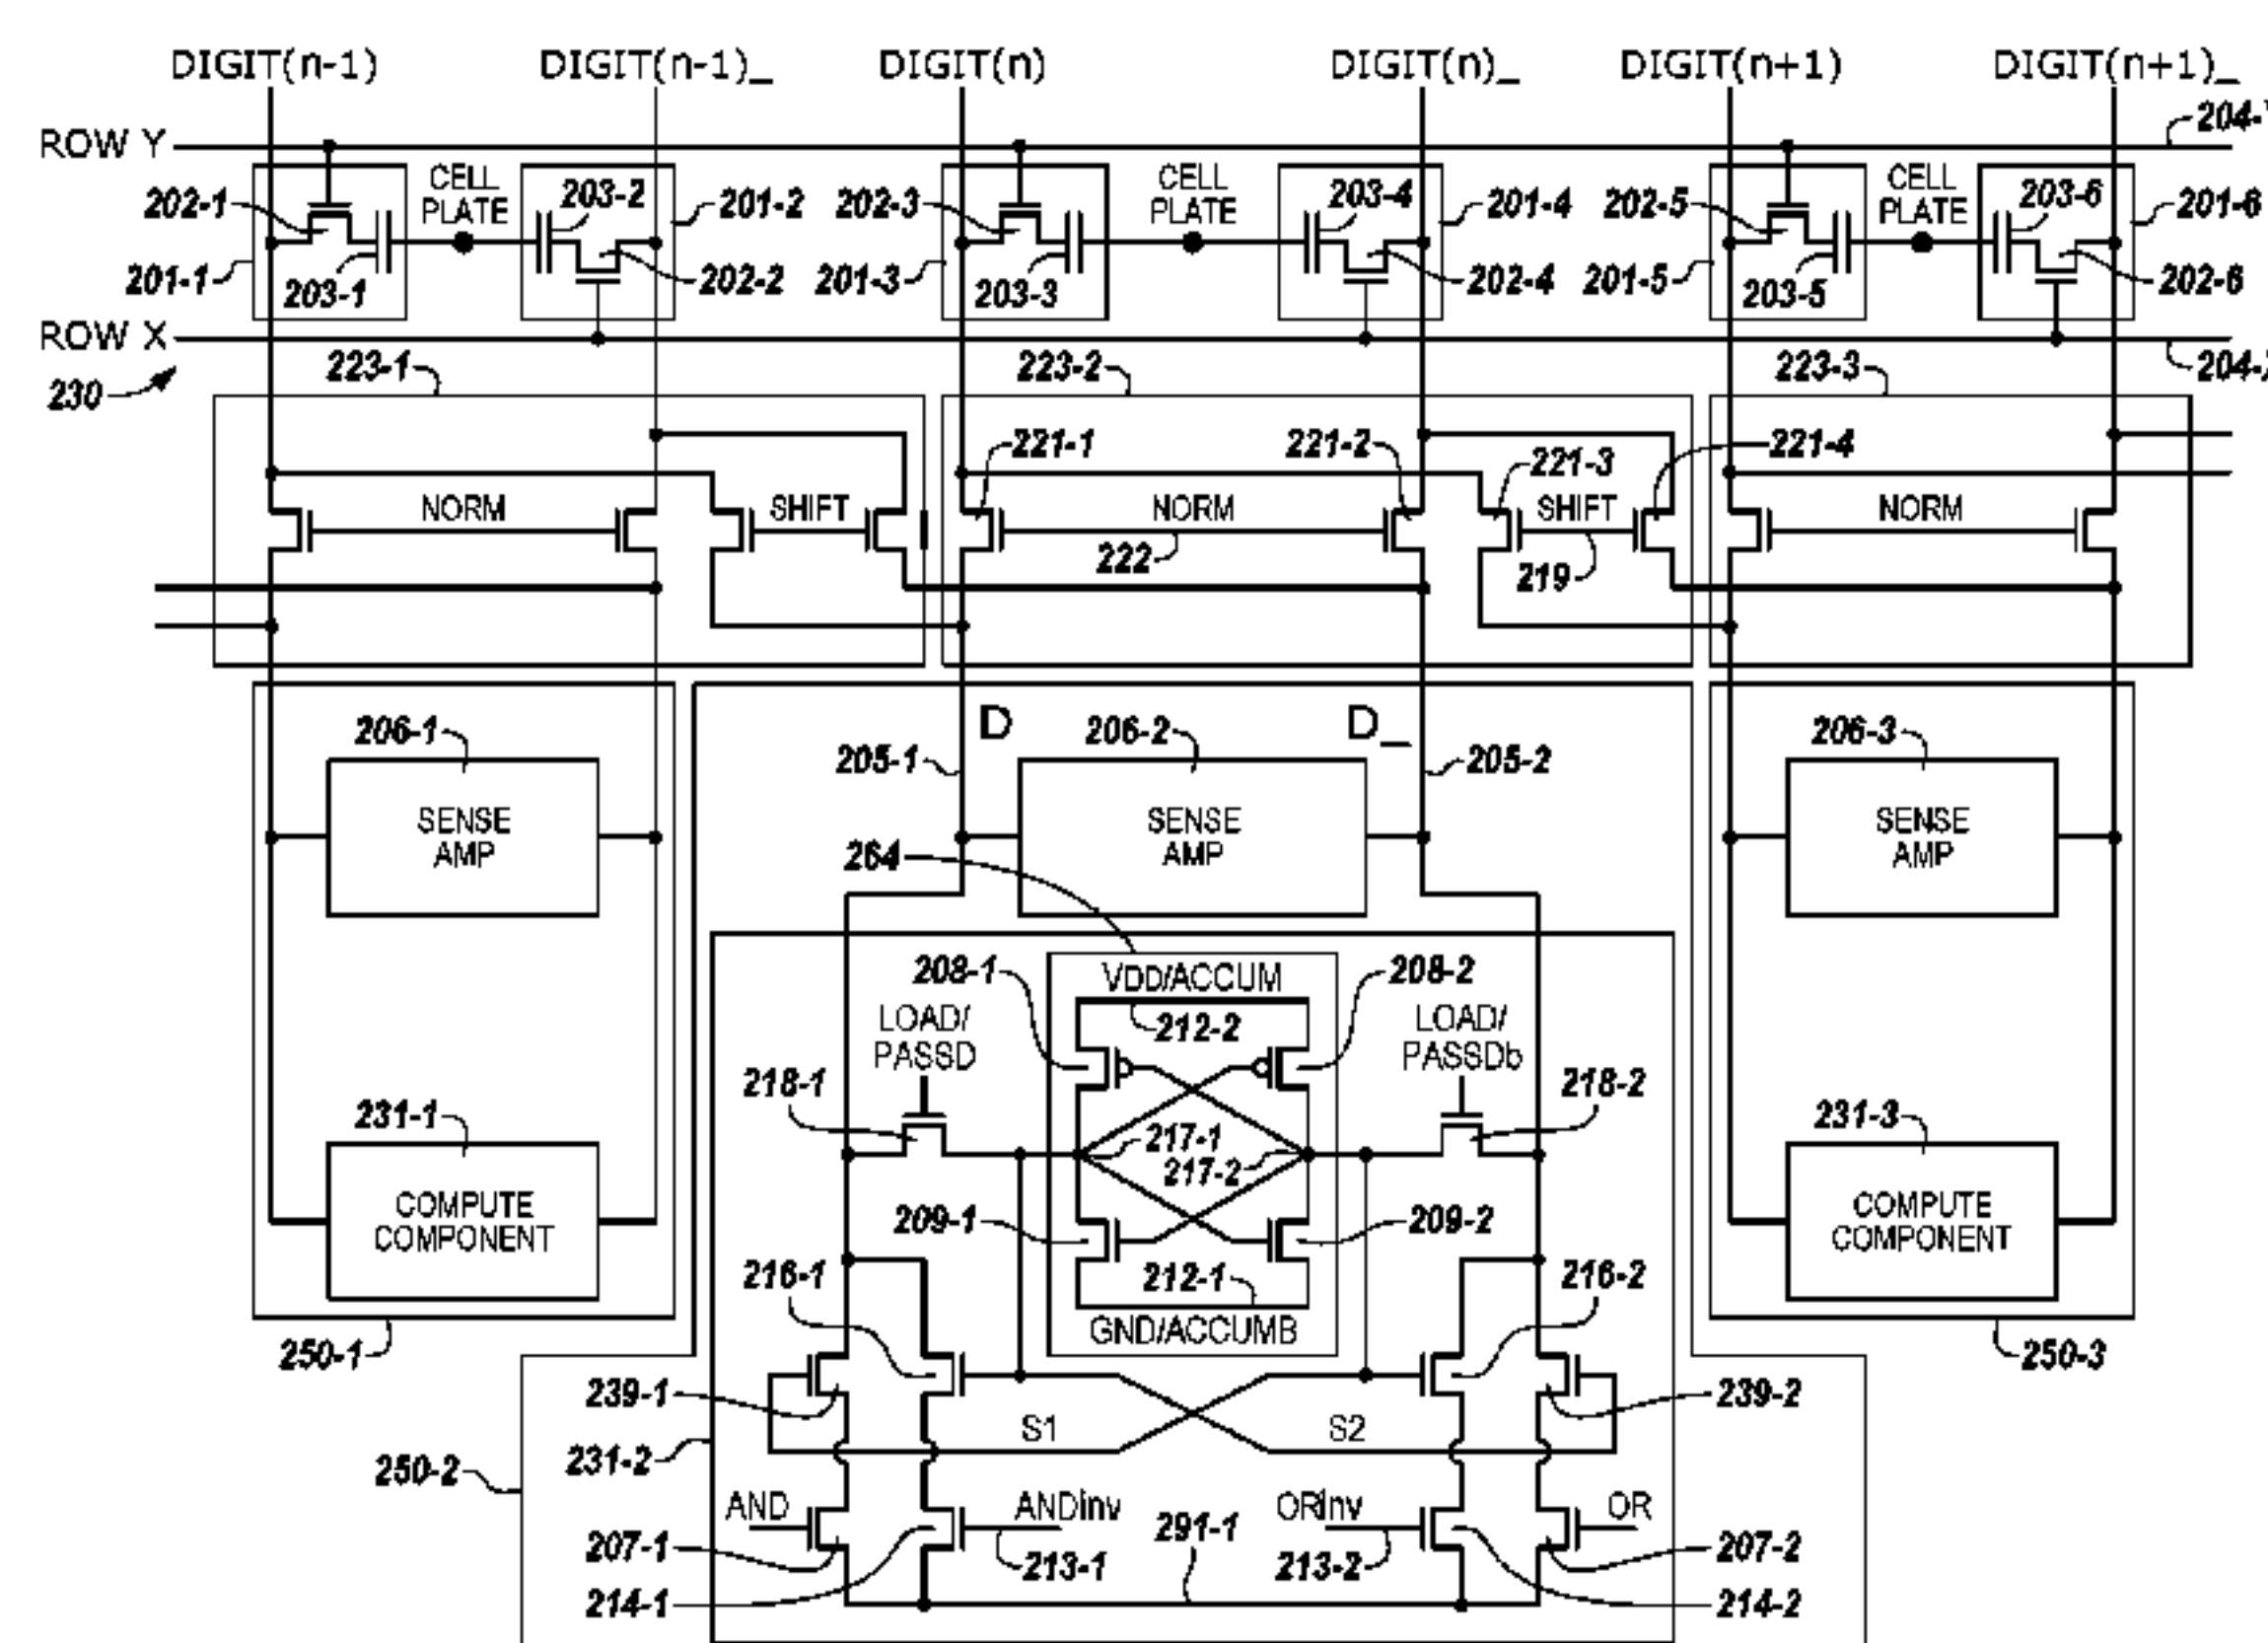 DIGIT(n-1) DIGIT(n-1)_ DIGIT(n) DIGIT(n)_ DIGIT(n+1) DIGIT(n+1)_
ROW Y
204-
CELL PLATE
CELL PLATE
CELL PLATE
202-1 203-2 201-2 202-3 203-4 201-4 202-5 203-6 201-6
201-1 203-1 202-2 201-3 203-3 202-4 201-5 203-5 202-6
ROW X
204-
230
223-1 223-2 223-3
221-1 221-2 221-3 221-4
NORM SHIFT NORM SHIFT NORM
222 219
D D_
206-1 205-1 206-2 205-2 206-3
SENSE AMP
SENSE AMP
SENSE AMP
264
208-1 VDD/ACCUM 208-2
212-2
LOAD/ PASSD
LOAD/ PASSDb
218-1 218-2
231-1 217-1 217-2 231-3
COMPUTE COMPONENT
COMPUTE COMPONENT
209-1 209-2
216-1 212-1 216-2
GND/ACCUMB
250-1 250-3
239-1 239-2
S1 S2
250-2 231-2
AND ANDinv ORinv OR
291-1
207-1 213-1 213-2 207-2
214-1 214-2